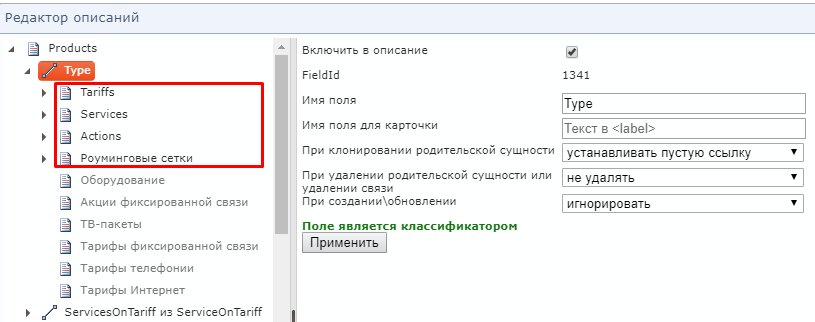 Редактор описаний
Products
Type
Tariffs
Services
Actions
Роуминговые сетки
Оборудование
Акции фиксированной связи
ТВ-пакеты
Тарифы фиксированной связи
Тарифы телефонии
Тарифы Интернет
ServicesOnTariff из ServiceOnTariff
Включить в описание
FieldId 1341
Имя поля Type
Имя поля для карточки Текст в <label>
При клонировании родительской сущности устанавливать пустую ссылку
При удалении родительской сущности или
удалении связи не удалять
При создании\обновлении игнорировать
Поле является классификатором
Применить